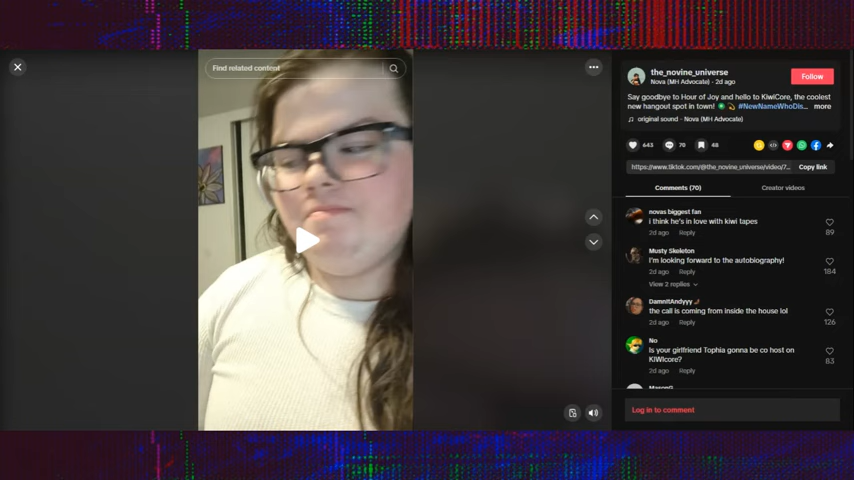 Find related content
the_novine_universe
Nova (MH Advocate) · 2d ago
Follow
Say goodbye to Hour of Joy and hello to KiwiCore, the coolest
new hangout spot in town! #NewNameWhoDis... more
original sound - Nova (MH Advocate)
643
70
48
https://www.tiktok.com/@the_novine_universe/video/7...
Copy link
Comments (70)
Creator videos
novas biggest fan
i think he's in love with kiwi tapes
2d ago Reply
89
Musty Skeleton
I'm looking forward to the autobiography!
2d ago Reply
184
View 2 replies
DamnitAndyyy
the call is coming from inside the house lol
2d ago Reply
126
No
Is your girlfriend Tophia gonna be co host on
KIWIcore?
2d ago Reply
83
Log in to comment